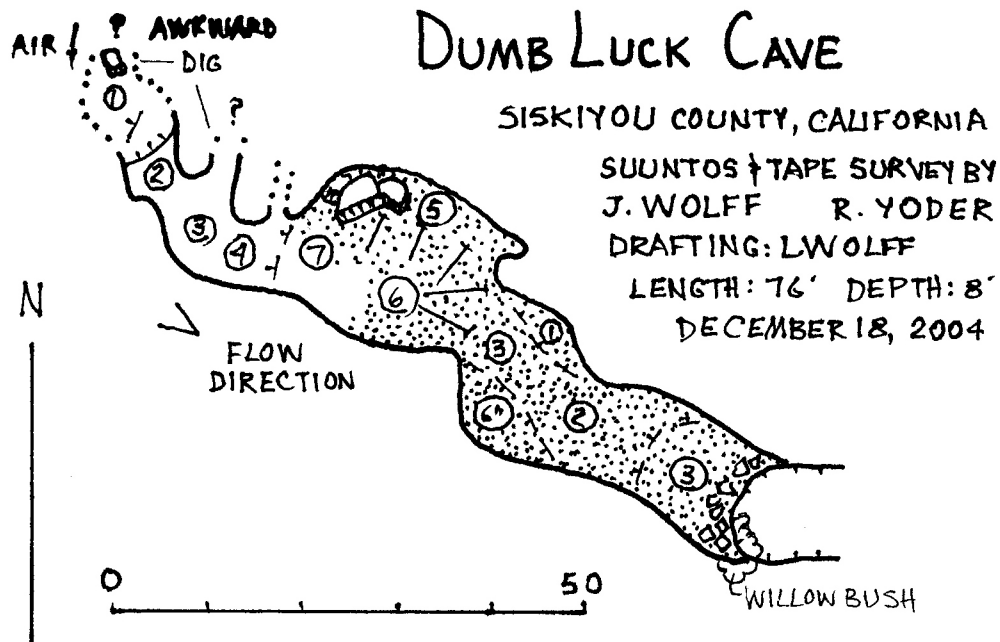 DUMB LUCK CAVE
SISKIYOU COUNTY, CALIFORNIA
SUUNTOS & TAPE SURVEY BY
J. WOLFF R. YODER
DRAFTING: L WOLFF
LENGTH: 76' DEPTH: 8'
DECEMBER 18, 2004
? AWKWARD
AIR
DIG
?
1
2
3
4
7
5
6
3
1
6"
2
3
N
FLOW
DIRECTION
0 50
WILLOW BUSH